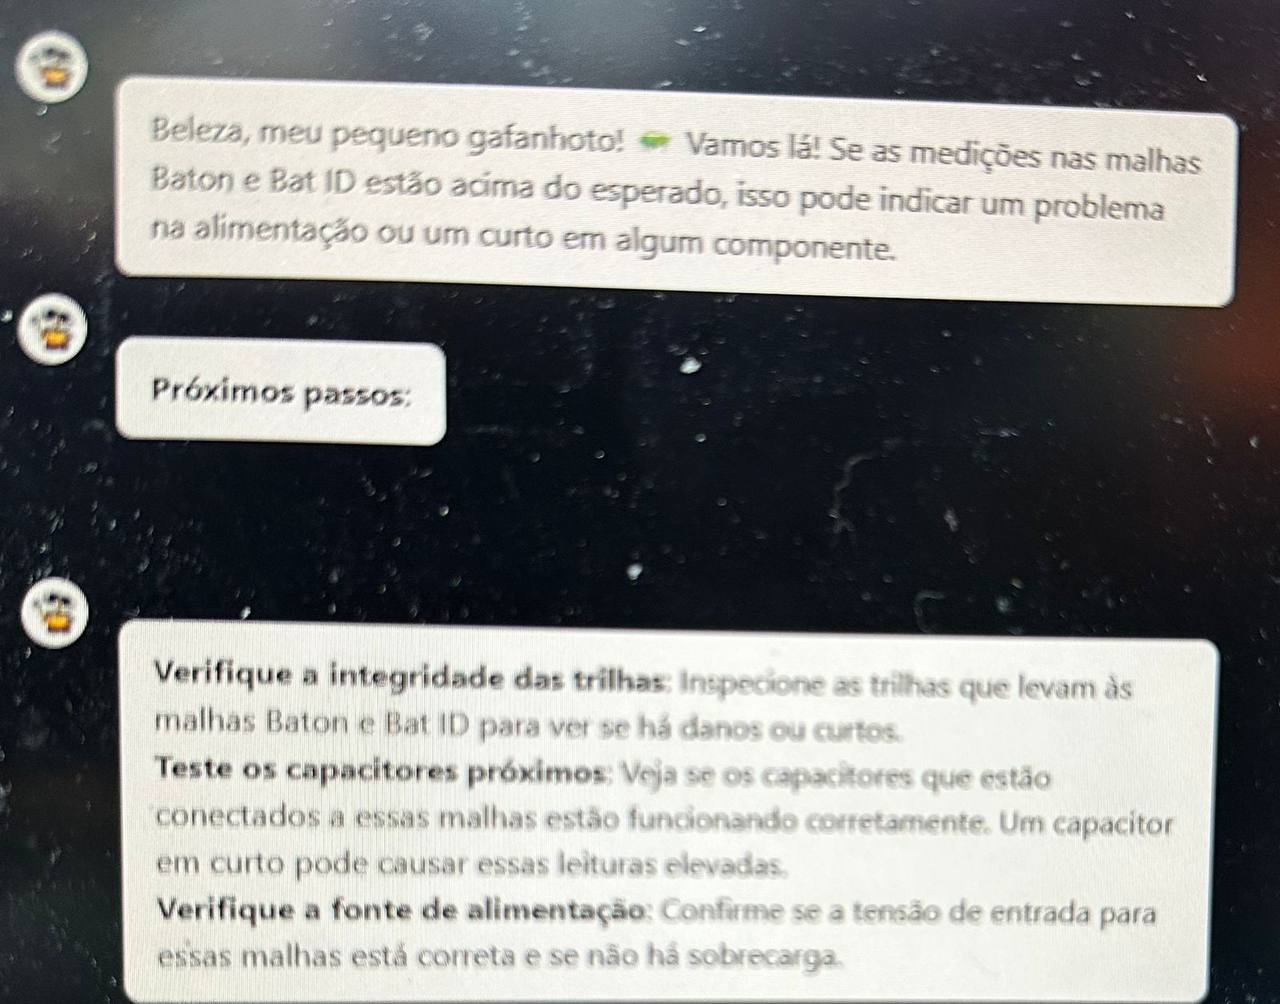 Beleza, meu pequeno gafanhoto! Vamos lá! Se as medições nas malhas
Baton e Bat ID estão acima do esperado, isso pode indicar um problema
na alimentação ou um curto em algum componente.
Próximos passos:
Verifique a integridade das trilhas: Inspecione as trilhas que levam às
malhas Baton e Bat ID para ver se há danos ou curtos.
Teste os capacitores próximos: Veja se os capacitores que estão
conectados a essas malhas estão funcionando corretamente. Um capacitor
em curto pode causar essas leituras elevadas.
Verifique a fonte de alimentação: Confirme se a tensão de entrada para
essas malhas está correta e se não há sobrecarga.